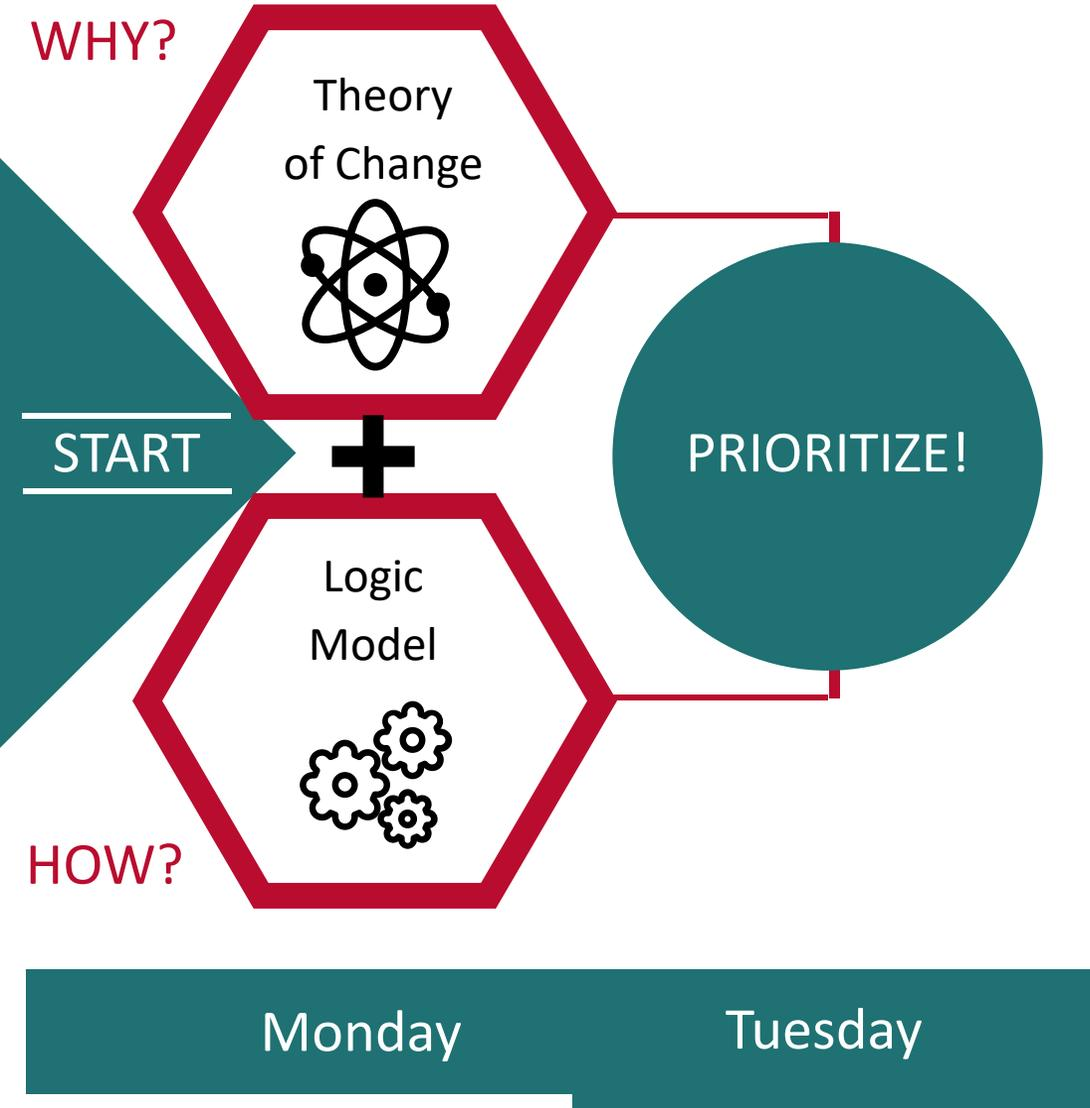 WHY?
Theory
of Change
START
PRIORITIZE!
Logic
Model
HOW?
Monday
Tuesday